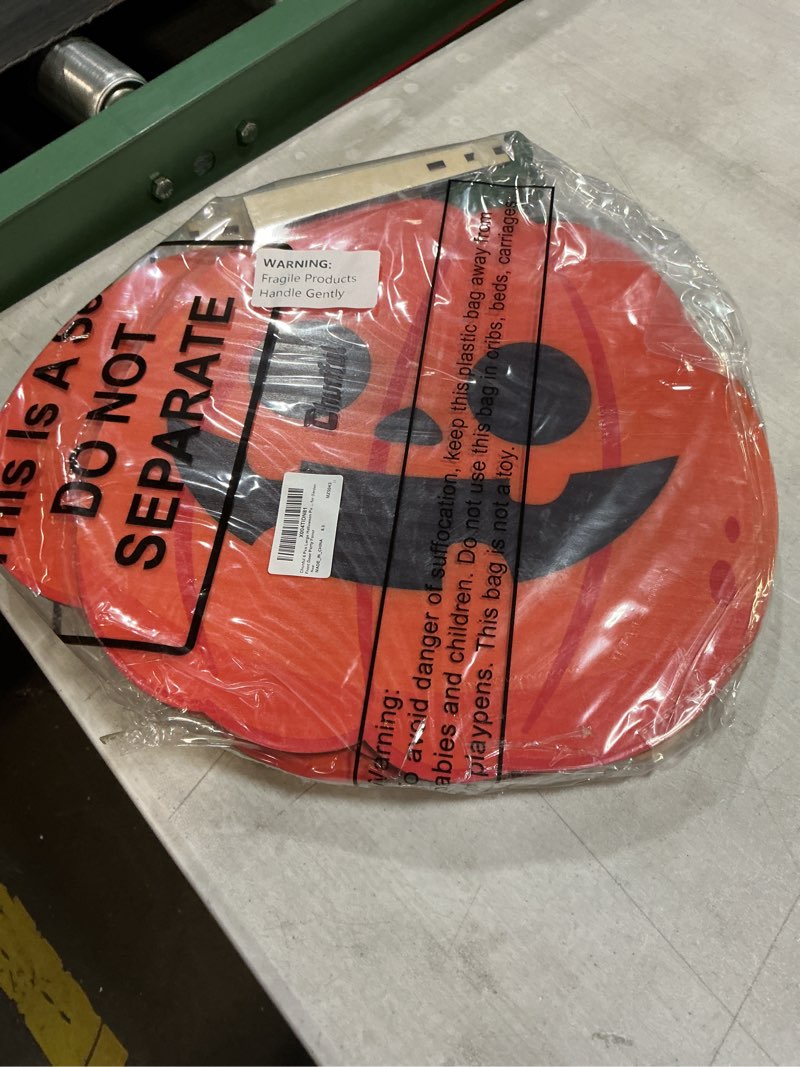 WARNING:
Fragile Products
Handle Gently
This Is A
DO NOT
SEPARATE
Chunful
MADE_IN_CHINA
Warning:
o avoid danger of suffocation, keep this plastic bag away from
abies and children. Do not use this bag in cribs, beds, carriages
playpens. This bag is not a toy.